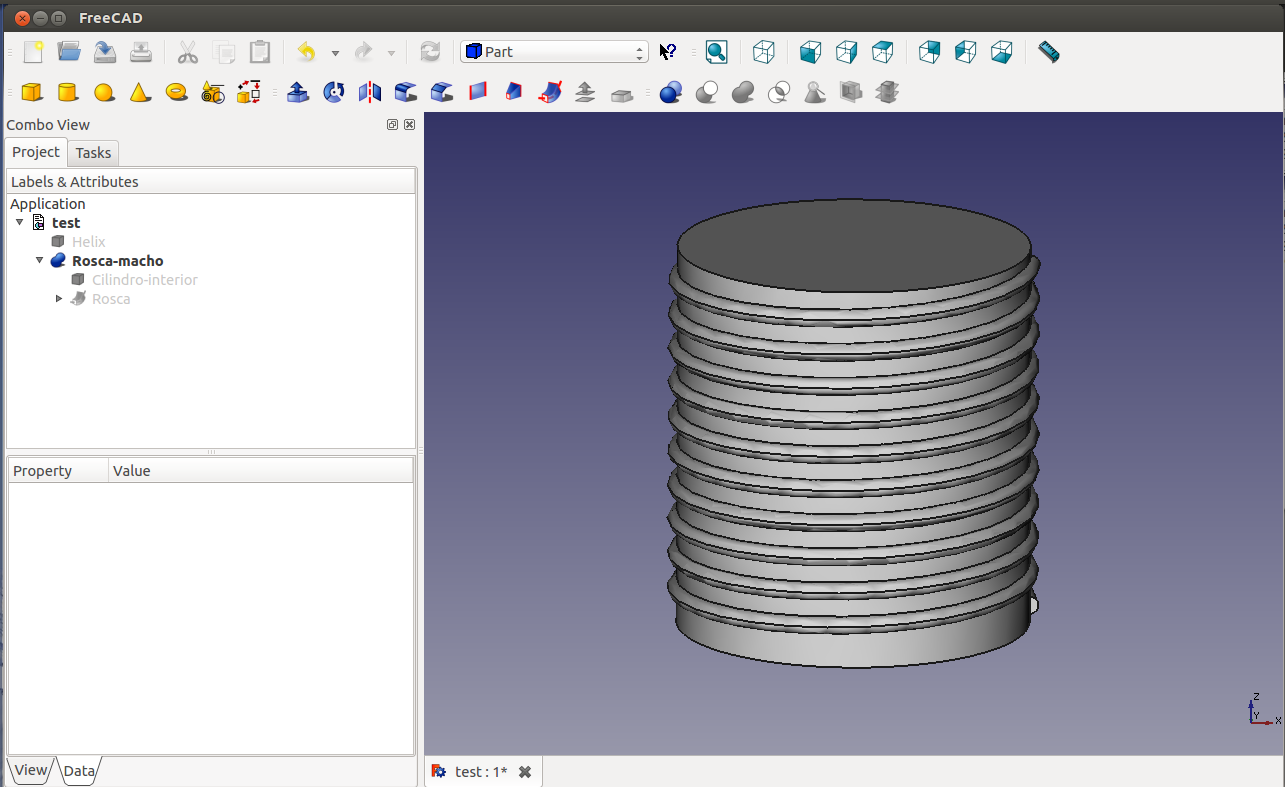 FreeCAD
Part
Combo View
Project Tasks
Labels & Attributes
Application
test
Helix
Rosca-macho
Cilindro-interior
Rosca
Property Value
View Data
test : 1*
Z
Y
X